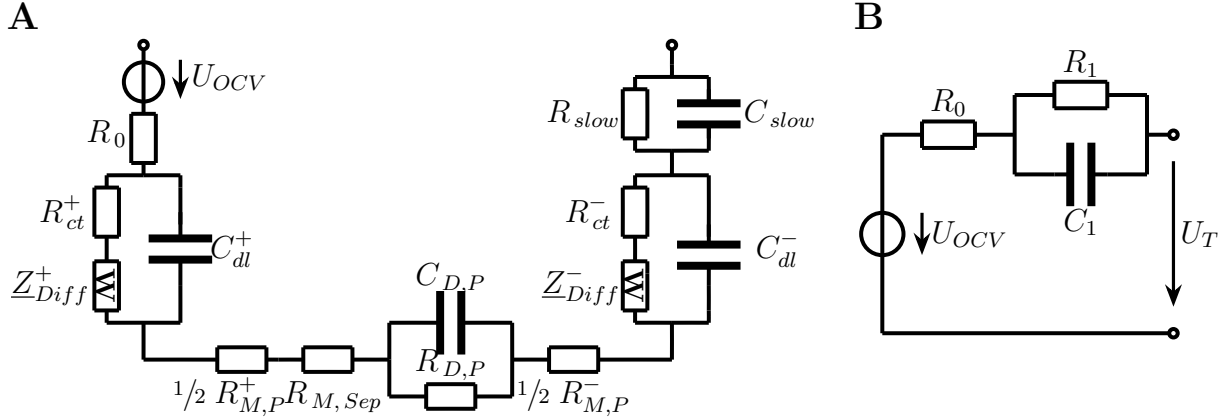 A
U_OCV
R_0
R_ct^+
C_dl^+
Z_Diff^+
W
1/2 R_M,P^+
R_M,Sep
C_D,P
R_D,P
1/2 R_M,P^-
R_slow
C_slow
R_ct^-
C_dl^-
Z_Diff^-
W
B
R_1
R_0
C_1
U_OCV
U_T